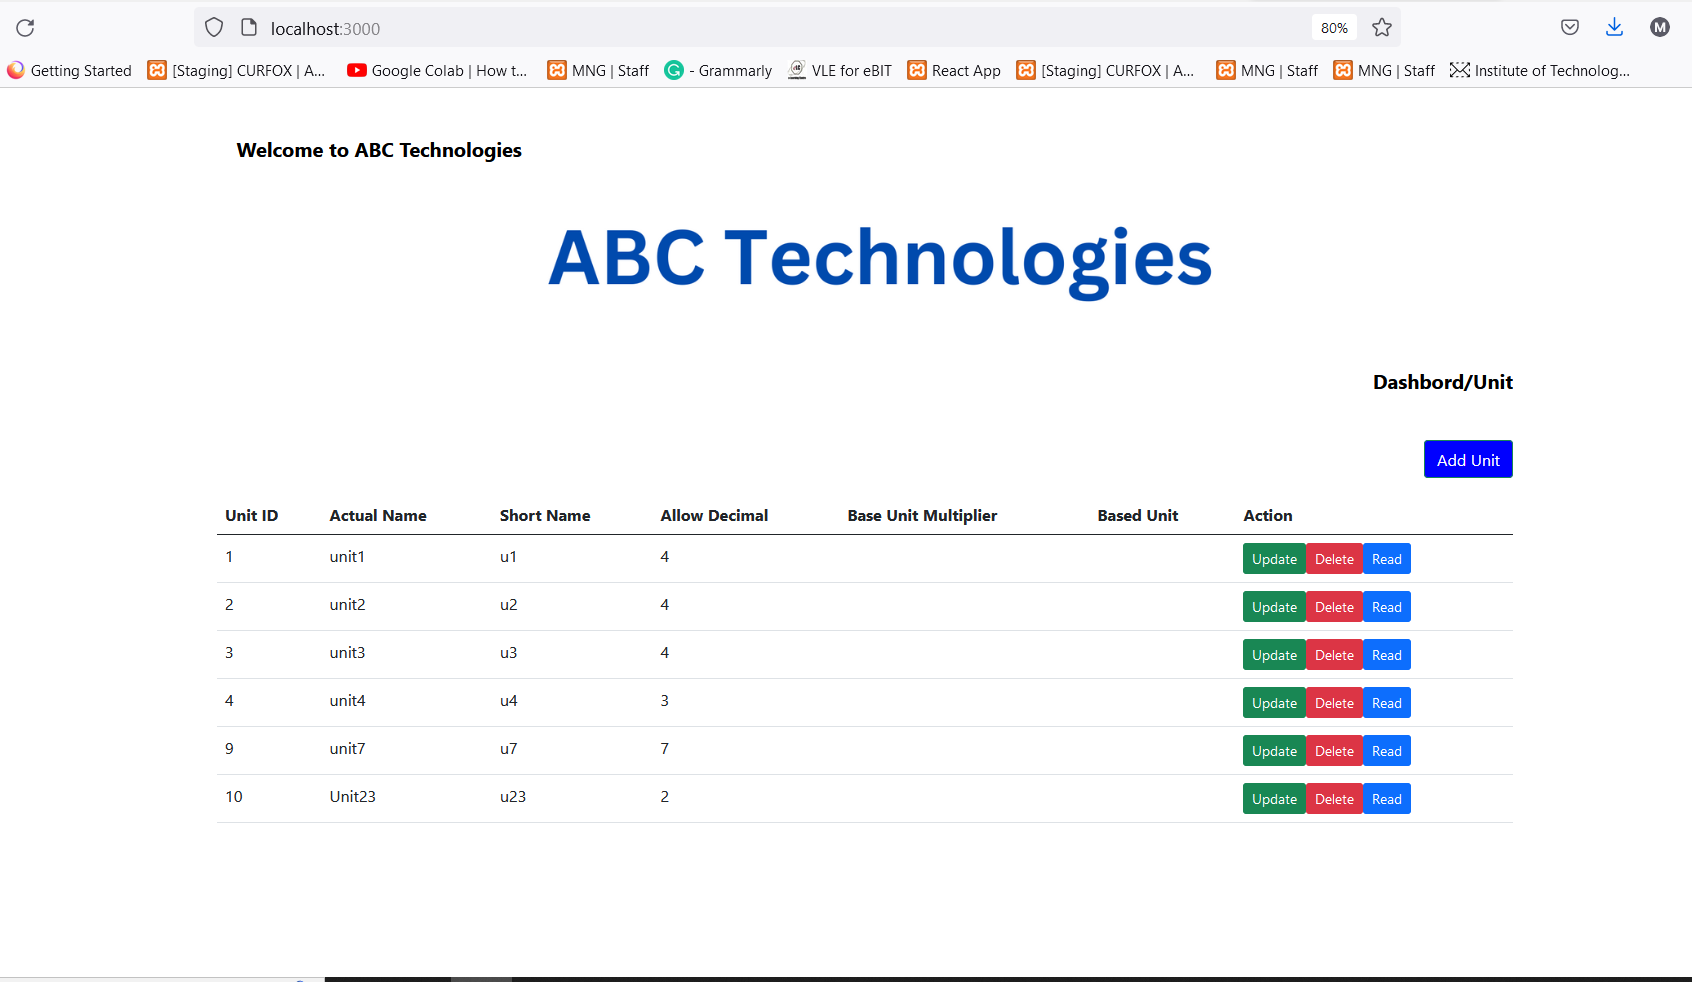 localhost:3000 80% M
Getting Started [Staging] CURFOX | A... Google Colab | How t... MNG | Staff - Grammarly VLE for eBIT React App [Staging] CURFOX | A... MNG | Staff MNG | Staff Institute of Technolog...
Welcome to ABC Technologies
ABC Technologies
Dashbord/Unit
Add Unit
Unit ID Actual Name Short Name Allow Decimal Base Unit Multiplier Based Unit Action
1 unit1 u1 4 Update Delete Read
2 unit2 u2 4 Update Delete Read
3 unit3 u3 4 Update Delete Read
4 unit4 u4 3 Update Delete Read
9 unit7 u7 7 Update Delete Read
10 Unit23 u23 2 Update Delete Read